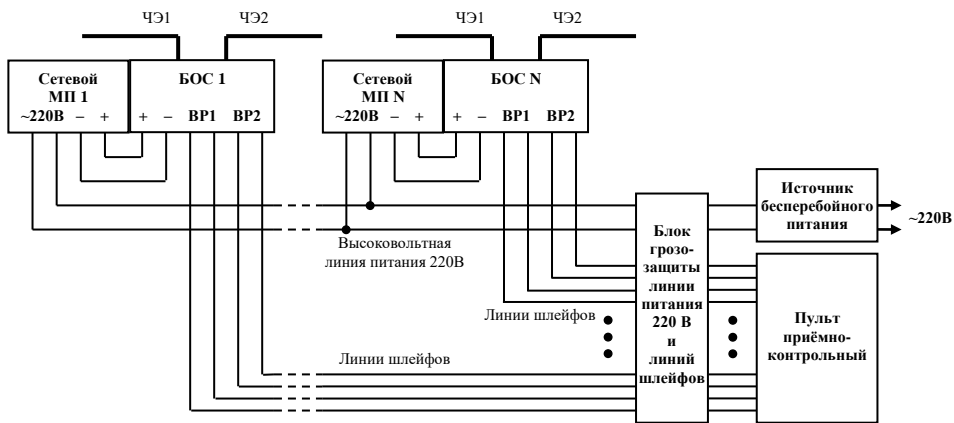 ЧЭ1
ЧЭ2
ЧЭ1
ЧЭ2
Сетевой
МП 1
~220В – +
БОС 1
+ – ВР1 ВР2
Сетевой
МП N
~220В – +
БОС N
+ – ВР1 ВР2
Источник
бесперебойного
питания
~220В
Высоковольтная
линия питания 220В
Блок
грозо-
защиты
линии
питания
220 В
и
линий
шлейфов
Линии шлейфов
Пульт
приёмно-
контрольный
Линии шлейфов